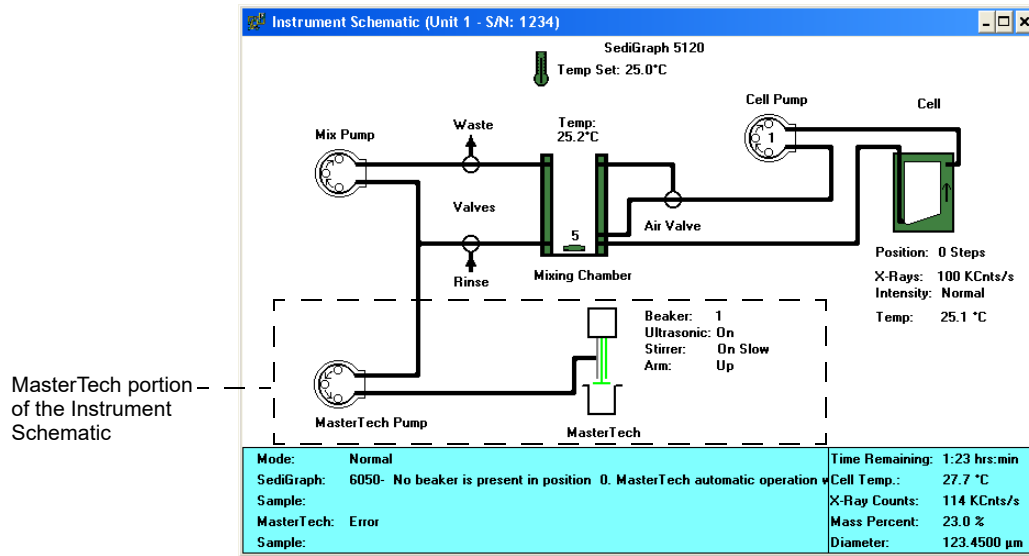 Instrument Schematic (Unit 1 - S/N: 1234)
SediGraph 5120
Temp Set: 25.0°C
Cell Pump
Cell
Mix Pump
Waste
Temp:
25.2°C
1
Valves
Air Valve
5
Rinse
Mixing Chamber
Position: 0 Steps
X-Rays: 100 KCnts/s
Intensity: Normal
Temp: 25.1 °C
Beaker: 1
Ultrasonic: On
Stirrer: On Slow
Arm: Up
MasterTech Pump
MasterTech
MasterTech portion
of the Instrument
Schematic
Mode: Normal
SediGraph: 6050- No beaker is present in position 0. MasterTech automatic operation
Sample:
MasterTech: Error
Sample:
Time Remaining: 1:23 hrs:min
Cell Temp.: 27.7 °C
X-Ray Counts: 114 KCnts/s
Mass Percent: 23.0 %
Diameter: 123.4500 µm